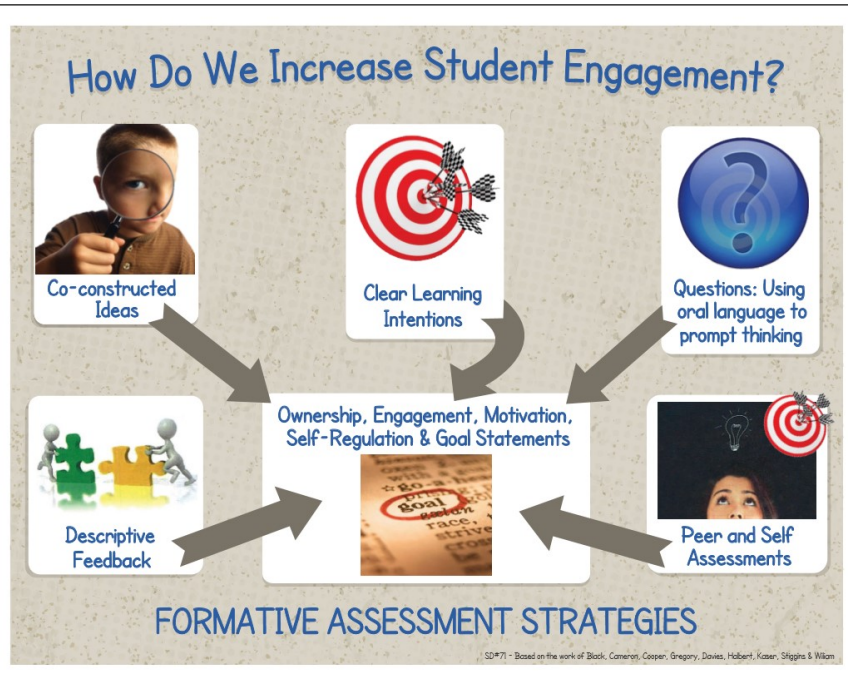 How Do We Increase Student Engagement?
Co-constructed
Ideas
Clear Learning
Intentions
Questions: Using
oral language to
prompt thinking
Ownership, Engagement, Motivation,
Self-Regulation & Goal Statements
goal
race,
strive
cross
Descriptive
Feedback
Peer and Self
Assessments
FORMATIVE ASSESSMENT STRATEGIES
SD#71 - Based on the work of Black, Cameron, Cooper, Gregory, Davies, Halbert, Kaser, Stiggins & Wiliam